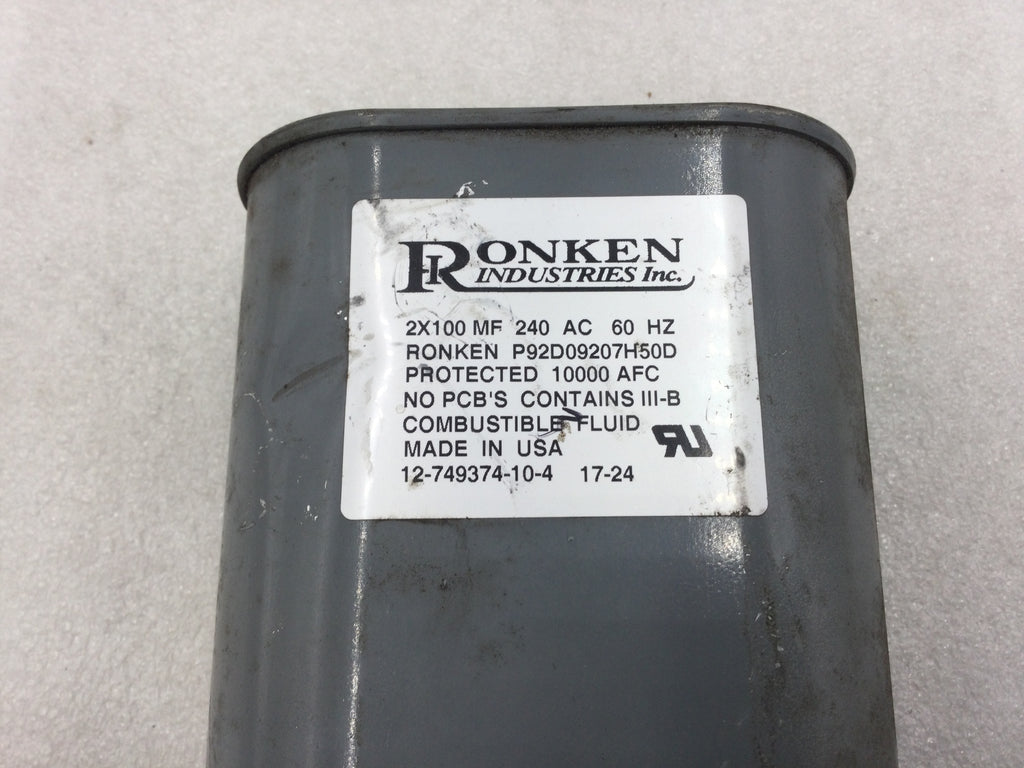 RONKEN
INDUSTRIES Inc.
2X100 MF 240 AC 60 HZ
RONKEN P92D09207H50D
PROTECTED 10000 AFC
NO PCB'S CONTAINS III-B
COMBUSTIBLE FLUID
MADE IN USA
12-749374-10-4 17-24